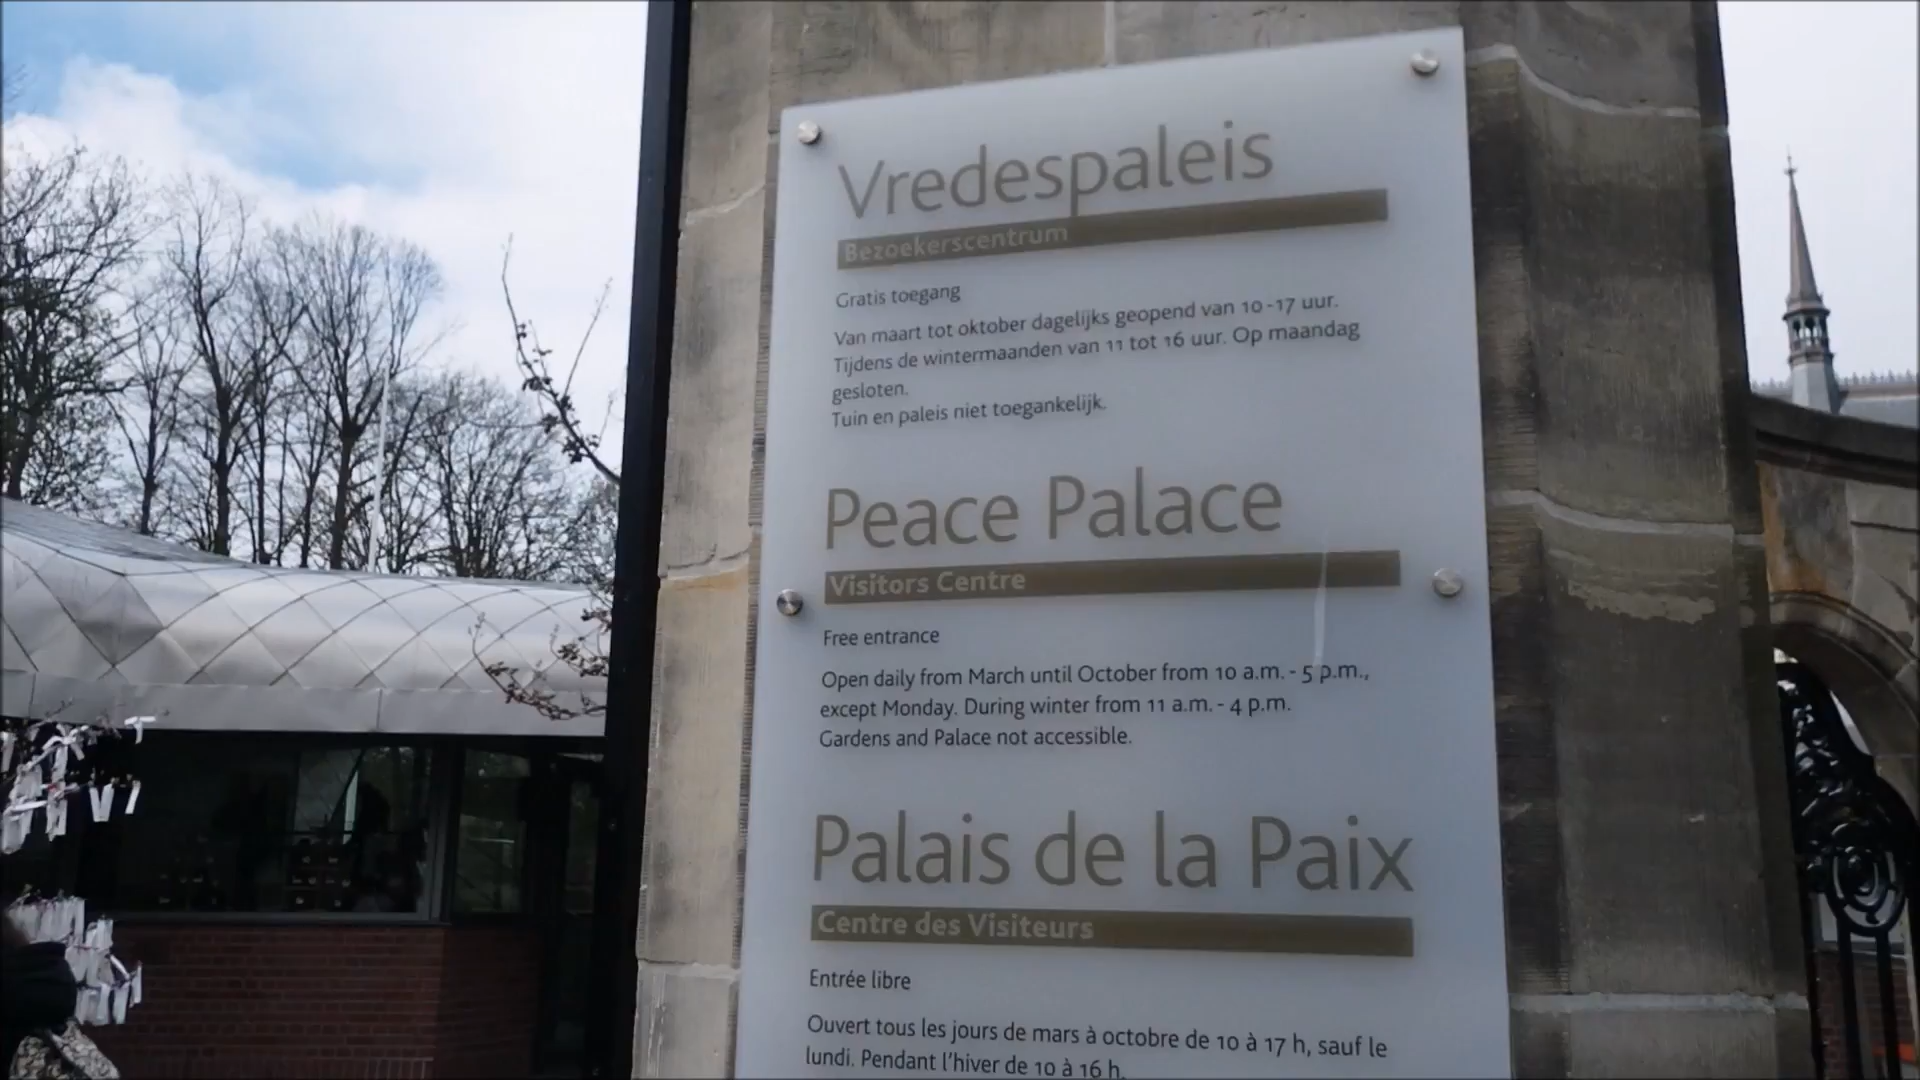 Vredespaleis
Bezoekerscentrum
Gratis toegang
Van maart tot oktober dagelijks geopend van 10 - 17 uur.
Tijdens de wintermaanden van 11 tot 16 uur. Op maandag
gesloten.
Tuin en paleis niet toegankelijk.
Peace Palace
Visitors Centre
Free entrance
Open daily from March until October from 10 a.m. - 5 p.m.,
except Monday. During winter from 11 a.m. - 4 p.m.
Gardens and Palace not accessible.
Palais de la Paix
Centre des Visiteurs
Entrée libre
Ouvert tous les jours de mars à octobre de 10 à 17 h, sauf le
lundi. Pendant l'hiver de 10 à 16 h.